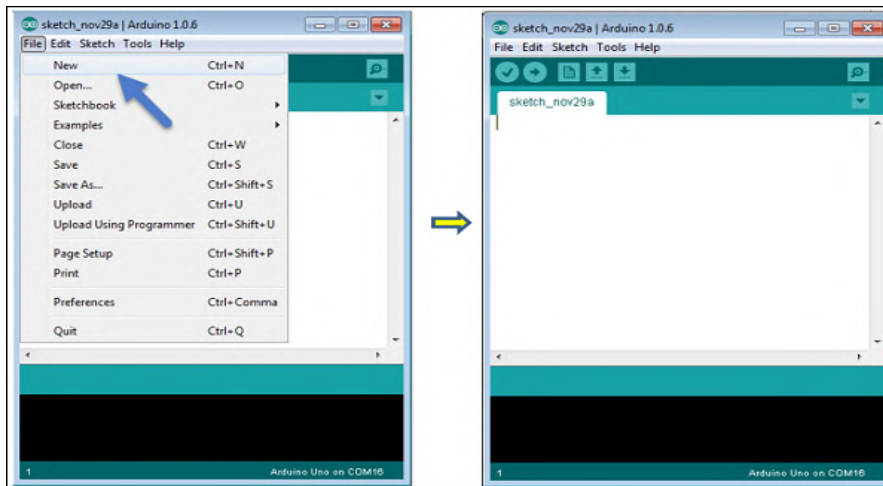 sketch_nov29a | Arduino 1.0.6
File Edit Sketch Tools Help
New Ctrl+N
Open... Ctrl+O
Sketchbook
Examples
Close Ctrl+W
Save Ctrl+S
Save As... Ctrl+Shift+S
Upload Ctrl+U
Upload Using Programmer Ctrl+Shift+U
Page Setup Ctrl+Shift+P
Print Ctrl+P
Preferences Ctrl+Comma
Quit Ctrl+Q
1 Arduino Uno on COM16
sketch_nov29a | Arduino 1.0.6
File Edit Sketch Tools Help
sketch_nov29a
1 Arduino Uno on COM16